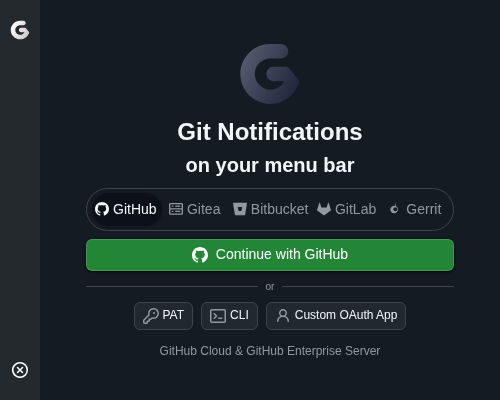 Git Notifications
on your menu bar
GitHub Gitea Bitbucket GitLab Gerrit
Continue with GitHub
or
PAT CLI Custom OAuth App
GitHub Cloud & GitHub Enterprise Server